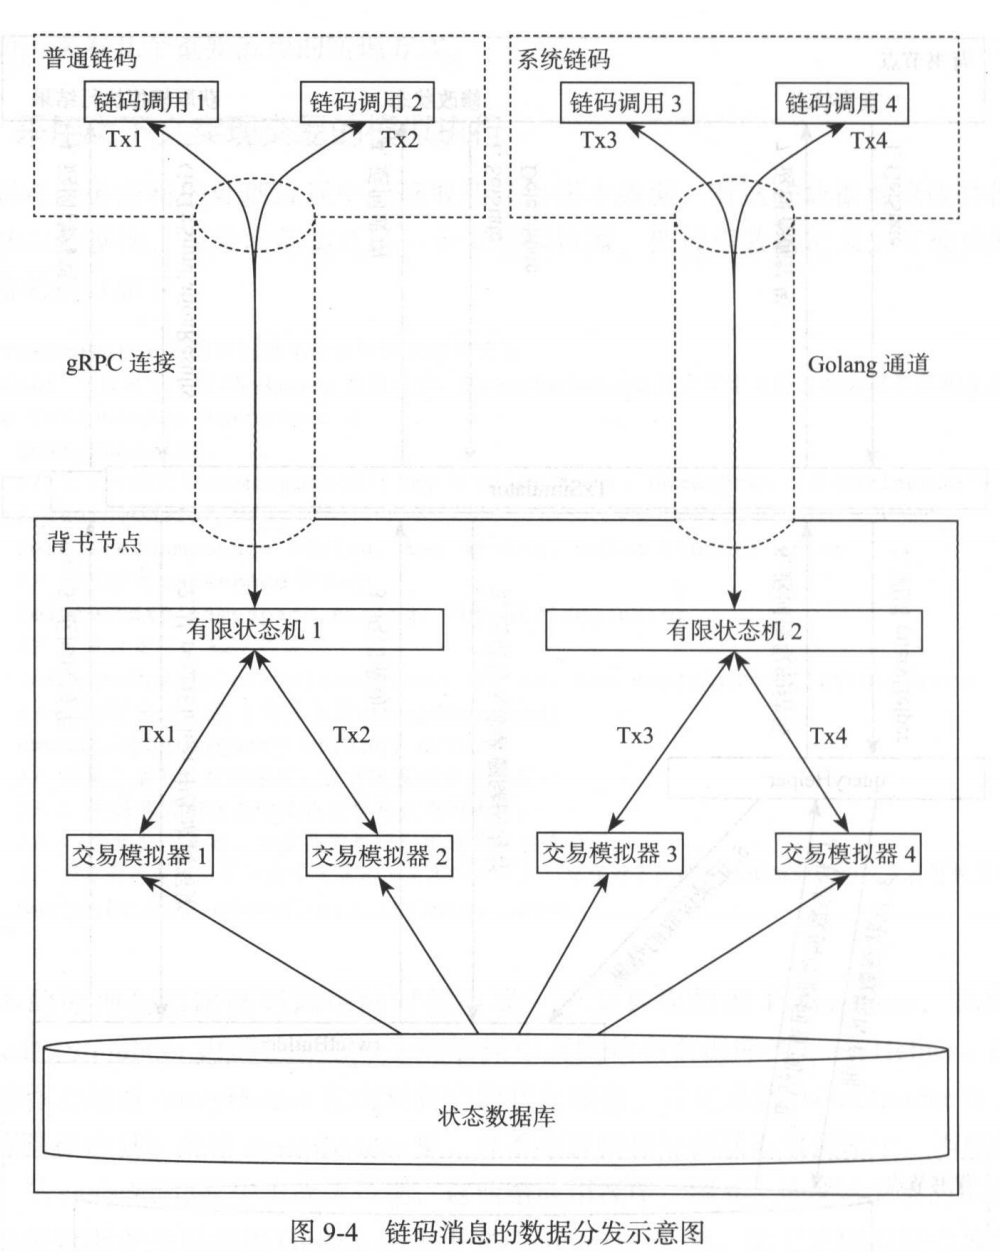 普通链码
系统链码
链码调用 1
链码调用 2
链码调用 3
链码调用 4
Tx1
Tx2
Tx3
Tx4
gRPC 连接
Golang 通道
背书节点
有限状态机 1
有限状态机 2
Tx1
Tx2
Tx3
Tx4
交易模拟器 1
交易模拟器 2
交易模拟器 3
交易模拟器 4
状态数据库
图 9-4 链码消息的数据分发示意图